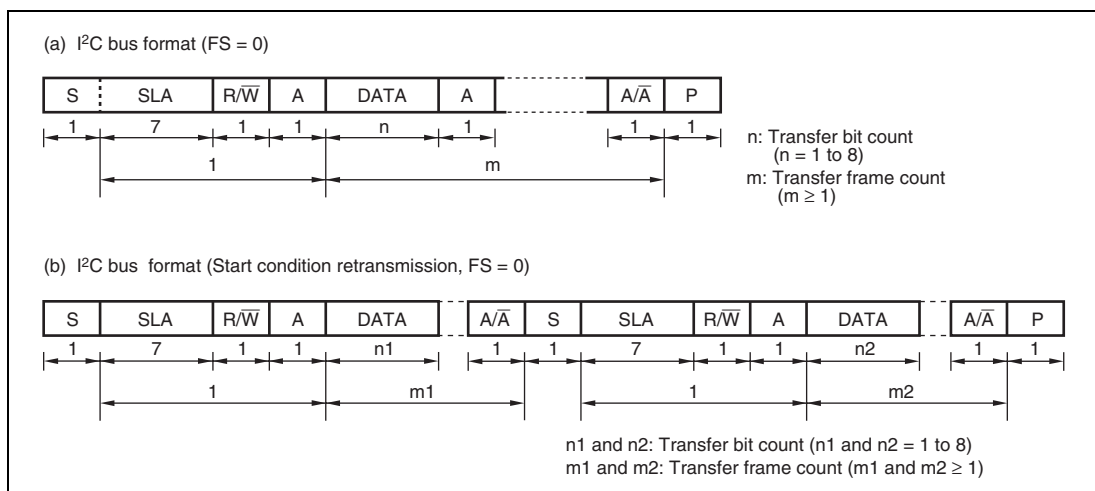 (a) I²C bus format (FS = 0)
S SLA R/W̅ A DATA A A/A̅ P
1 7 1 1 n 1 1 1
1 m
n: Transfer bit count
(n = 1 to 8)
m: Transfer frame count
(m ≥ 1)
(b) I²C bus format (Start condition retransmission, FS = 0)
S SLA R/W̅ A DATA A/A̅ S SLA R/W̅ A DATA A/A̅ P
1 7 1 1 n1 1 1 7 1 1 n2 1 1
1 m1 1 m2
n1 and n2: Transfer bit count (n1 and n2 = 1 to 8)
m1 and m2: Transfer frame count (m1 and m2 ≥ 1)